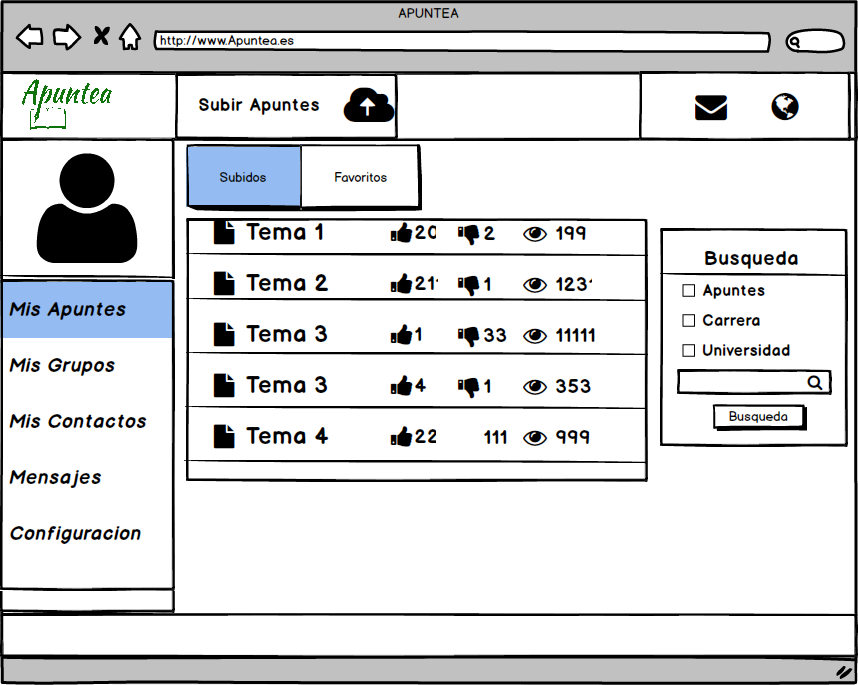 APUNTEA
http://www.Apuntea.es
Apuntea
Subir Apuntes
Subidos
Favoritos
Tema 1 20 2 199
Tema 2 211 1 1231
Tema 3 1 33 11111
Tema 3 4 1 353
Tema 4 22 111 999
Busqueda
Apuntes
Carrera
Universidad
Busqueda
Mis Apuntes
Mis Grupos
Mis Contactos
Mensajes
Configuracion